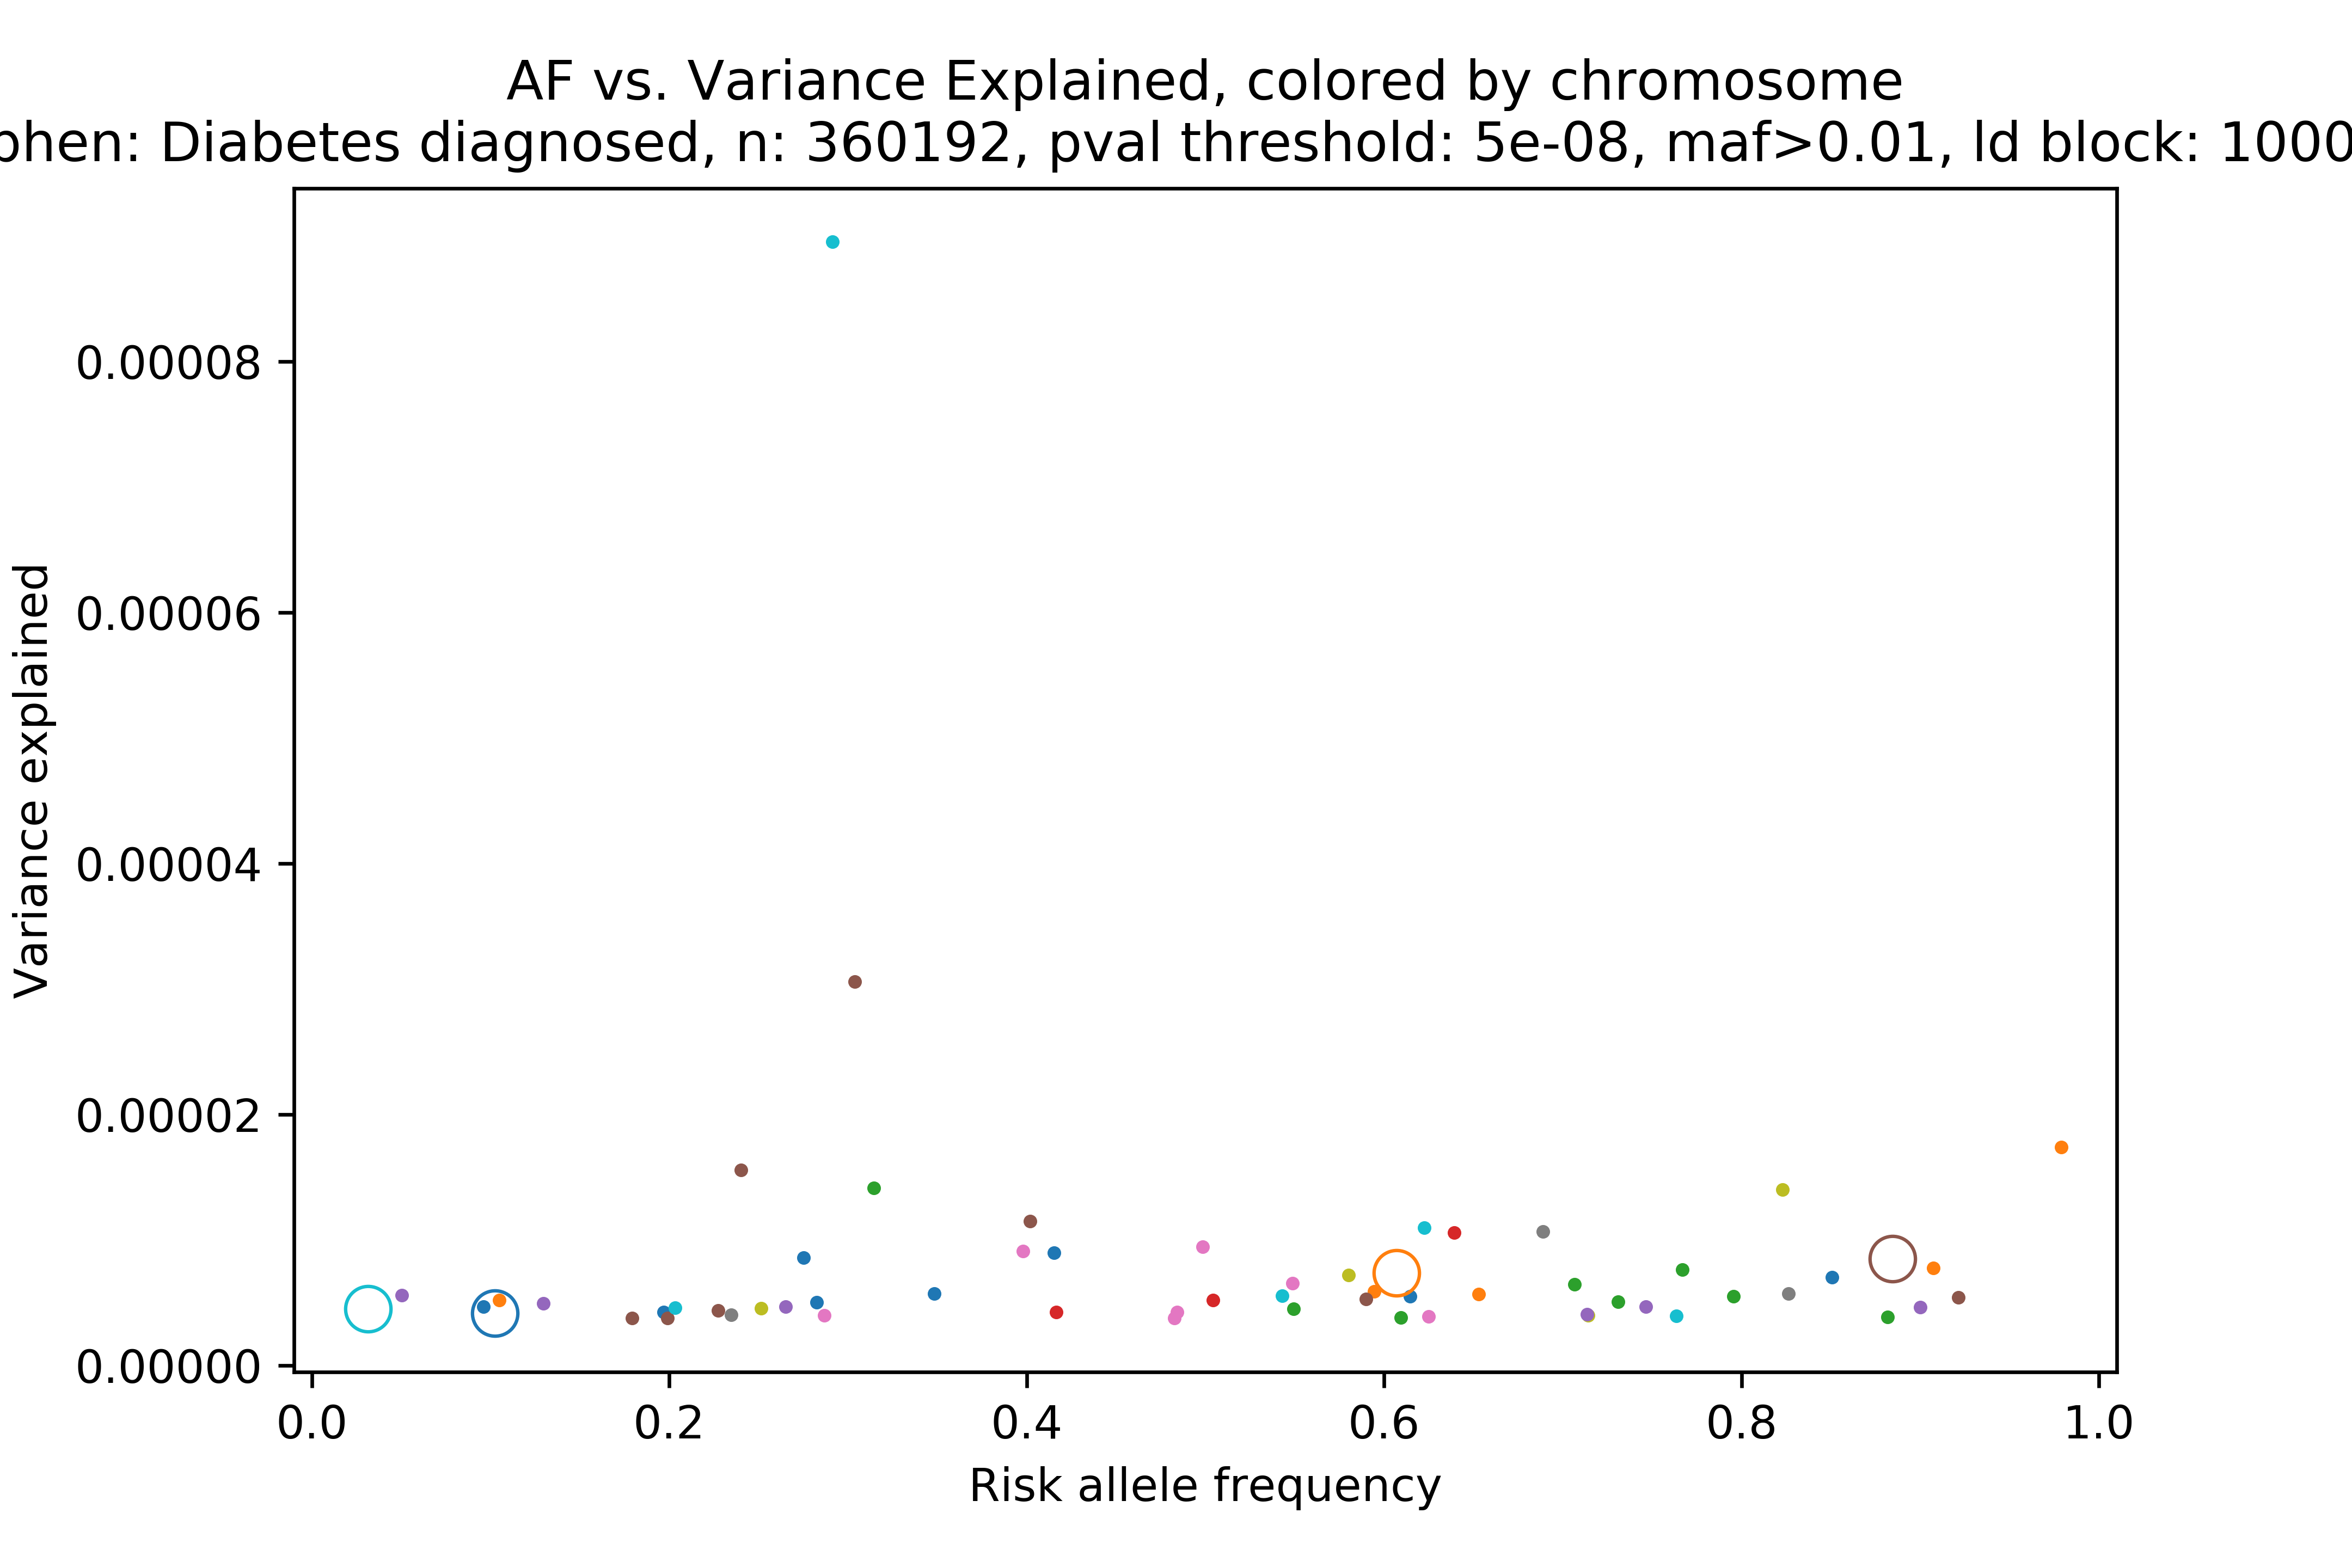 AF vs. Variance Explained, colored by chromosome
phen: Diabetes diagnosed, n: 360192, pval threshold: 5e-08, maf>0.01, ld block: 1000
Variance explained
0.00008
0.00006
0.00004
0.00002
0.00000
0.0 0.2 0.4 0.6 0.8 1.0
Risk allele frequency